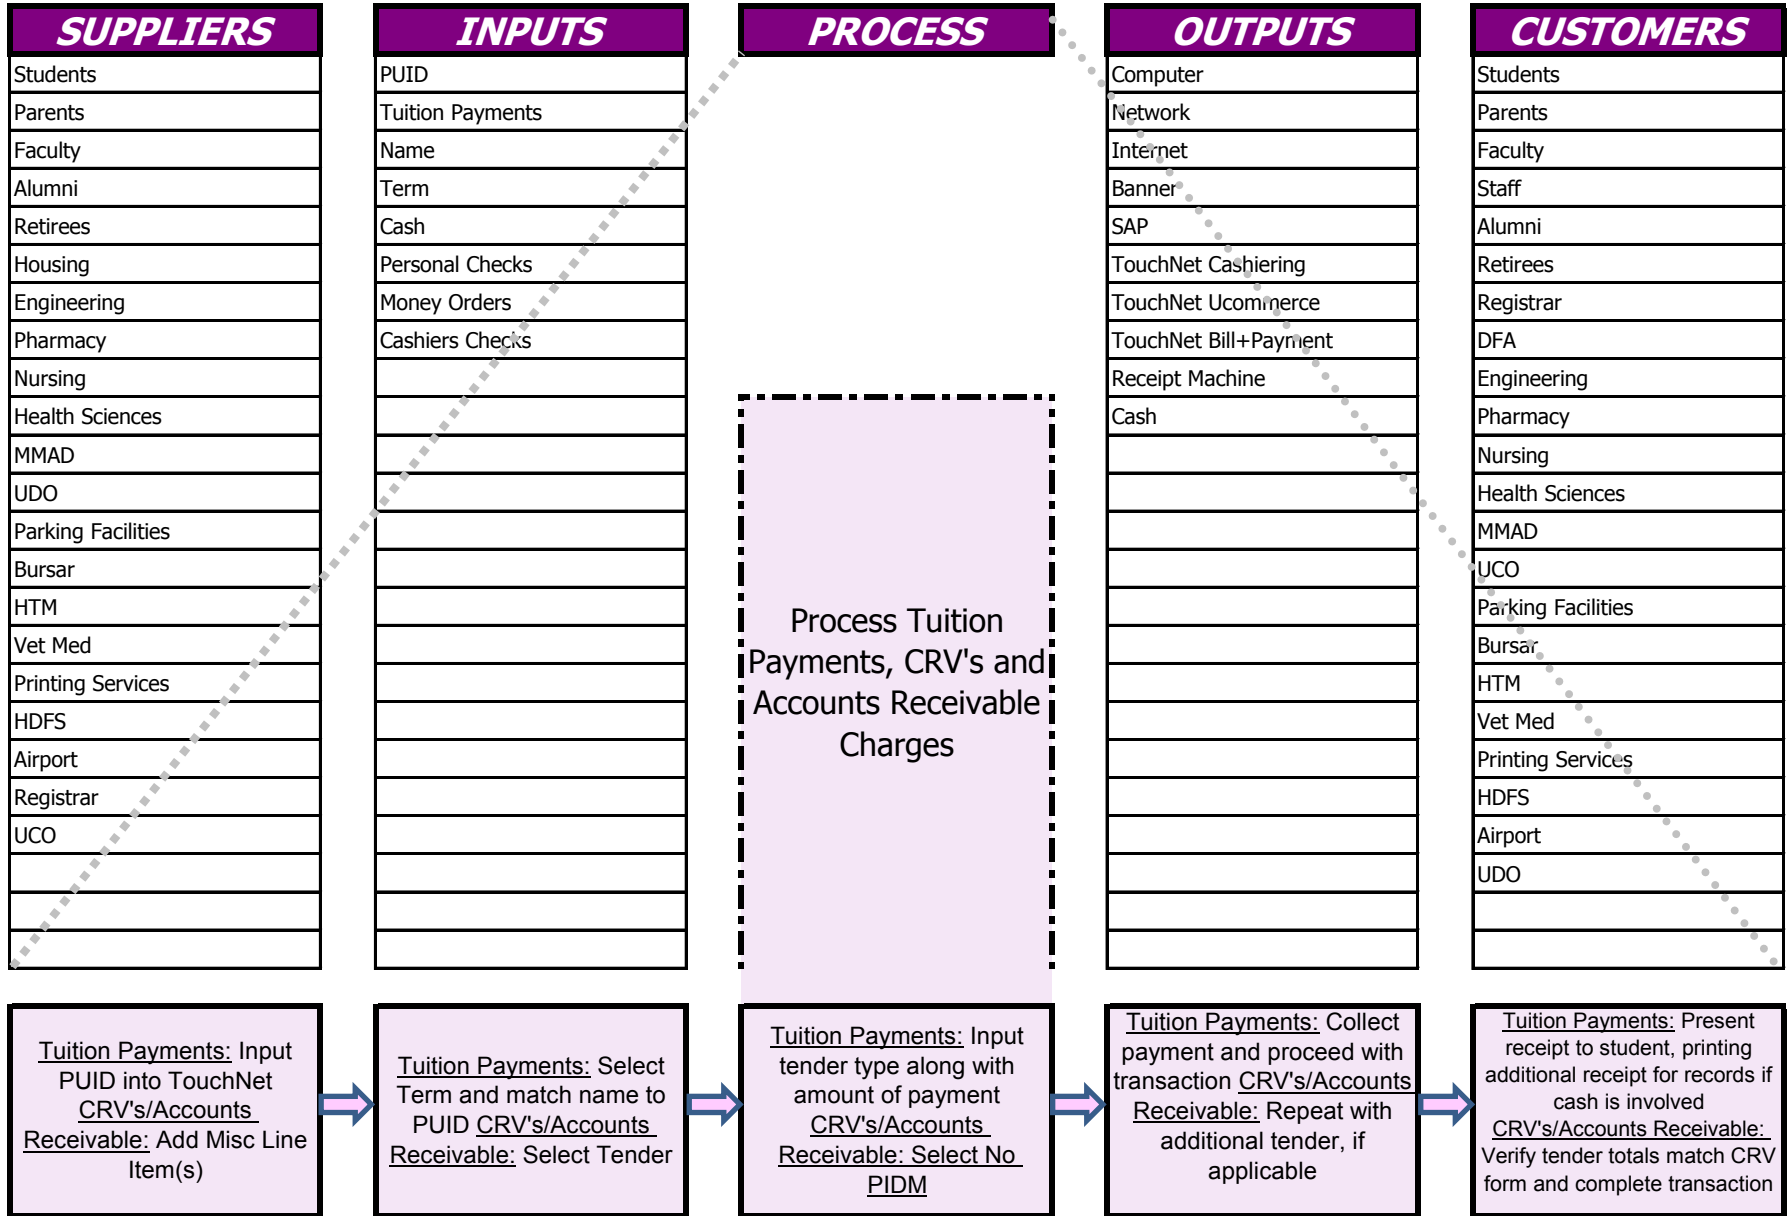 SUPPLIERS
Students
Parents
Faculty
Alumni
Retirees
Housing
Engineering
Pharmacy
Nursing
Health Sciences
MMAD
UDO
Parking Facilities
Bursar
HTM
Vet Med
Printing Services
HDFS
Airport
Registrar
UCO
INPUTS
PUID
Tuition Payments
Name
Term
Cash
Personal Checks
Money Orders
Cashiers Checks
PROCESS
Process Tuition
Payments, CRV's and
Accounts Receivable
Charges
OUTPUTS
Computer
Network
Internet
Banner
SAP
TouchNet Cashiering
TouchNet Ucommerce
TouchNet Bill+Payment
Receipt Machine
Cash
CUSTOMERS
Students
Parents
Faculty
Staff
Alumni
Retirees
Registrar
DFA
Engineering
Pharmacy
Nursing
Health Sciences
MMAD
UCO
Parking Facilities
Bursar
HTM
Vet Med
Printing Services
HDFS
Airport
UDO
Tuition Payments: Input
PUID into TouchNet
CRV's/Accounts
Receivable: Add Misc Line
Item(s)
Tuition Payments: Select
Term and match name to
PUID CRV's/Accounts
Receivable: Select Tender
Tuition Payments: Input
tender type along with
amount of payment
CRV's/Accounts
Receivable: Select No
PIDM
Tuition Payments: Collect
payment and proceed with
transaction CRV's/Accounts
Receivable: Repeat with
additional tender, if
applicable
Tuition Payments: Present
receipt to student, printing
additional receipt for records if
cash is involved
CRV's/Accounts Receivable:
Verify tender totals match CRV
form and complete transaction